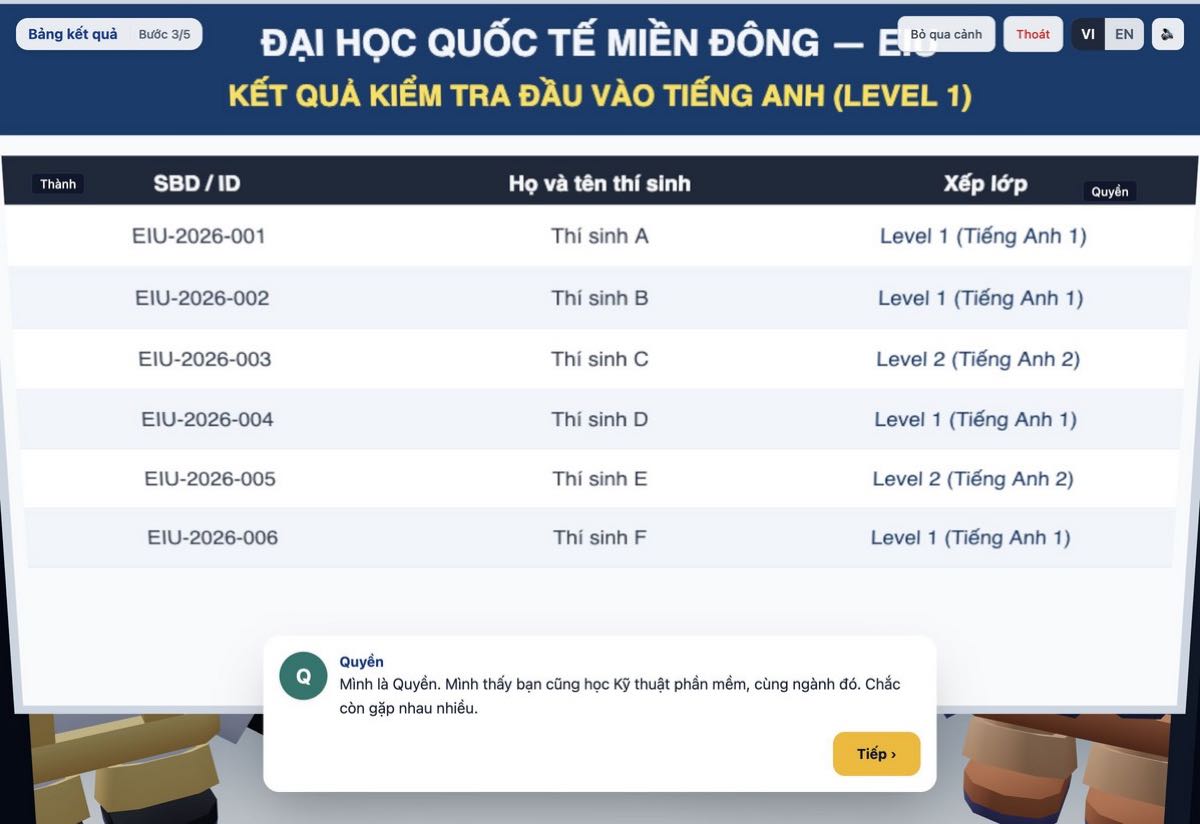 Bảng kết quả
Bước 3/5
ĐẠI HỌC QUỐC TẾ MIỀN ĐÔNG — EIU
Bỏ qua cảnh
Thoát
VI
EN
KẾT QUẢ KIỂM TRA ĐẦU VÀO TIẾNG ANH (LEVEL 1)
Thành
SBD / ID Họ và tên thí sinh Xếp lớp
Quyền
EIU-2026-001 Thí sinh A Level 1 (Tiếng Anh 1)
EIU-2026-002 Thí sinh B Level 1 (Tiếng Anh 1)
EIU-2026-003 Thí sinh C Level 2 (Tiếng Anh 2)
EIU-2026-004 Thí sinh D Level 1 (Tiếng Anh 1)
EIU-2026-005 Thí sinh E Level 2 (Tiếng Anh 2)
EIU-2026-006 Thí sinh F Level 1 (Tiếng Anh 1)
Q
Quyền
Mình là Quyền. Mình thấy bạn cũng học Kỹ thuật phần mềm, cùng ngành đó. Chắc
còn gặp nhau nhiều.
Tiếp ›